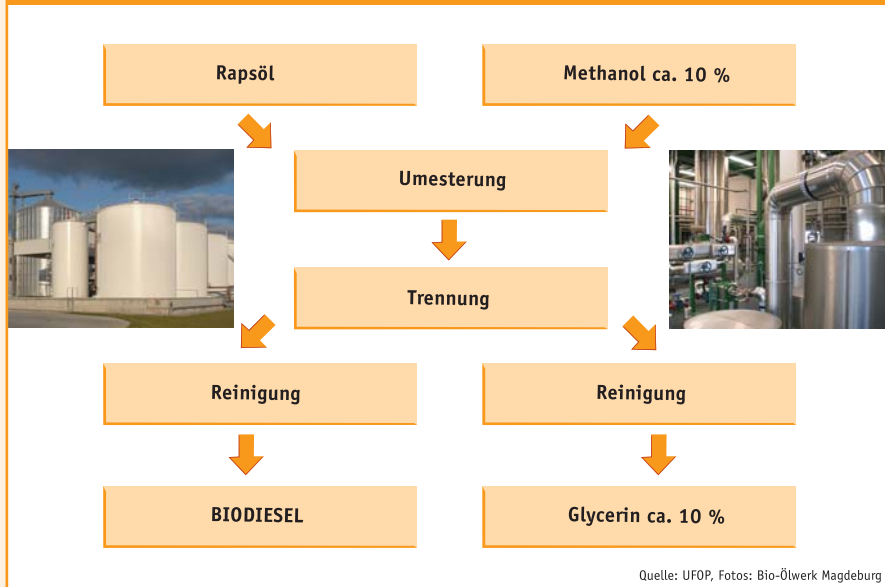 Rapsöl
Methanol ca. 10 %
Umesterung
Trennung
Reinigung
Reinigung
BIODIESEL
Glycerin ca. 10 %
Quelle: UFOP, Fotos: Bio-Ölwerk Magdeburg